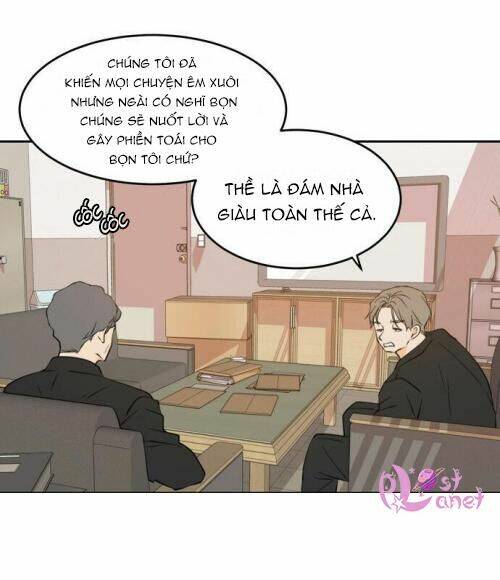 CHÚNG TÔI ĐÃ
KHIẾN MỌI CHUYỆN ÊM XUÔI
NHƯNG NGÀI CÓ NGHĨ BỌN
CHÚNG SẼ NUỐT LỜI VÀ
GÂY PHIỀN TOÁI CHO
BỌN TÔI CHỨ?
THỀ LÀ ĐÁM NHÀ
GIÀU TOÀN THẾ CẢ.
CỐC
CỐC
Lost
Planet